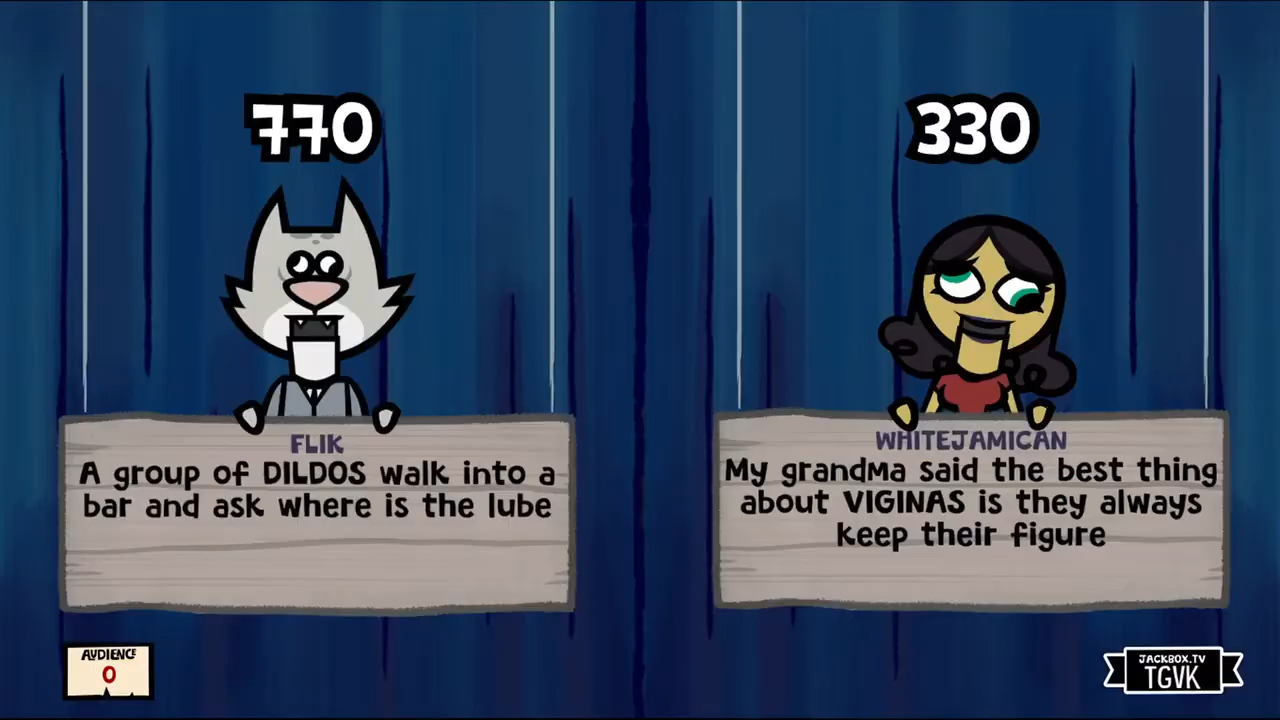 770
330
FLIK
A group of DILDOS walk into a
bar and ask where is the lube
WHITEJAMICAN
My grandma said the best thing
about VIGINAS is they always
keep their figure
AUDIENCE
0
JACKBOX.TV
TGVK